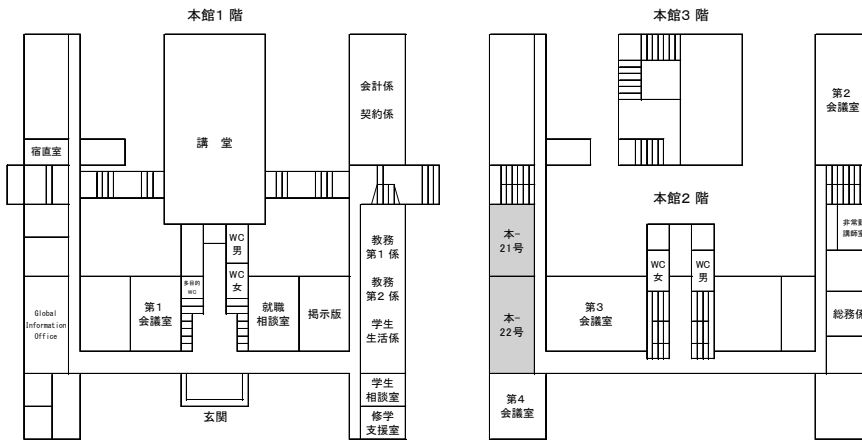 本館1 階
本館3 階
会計係
契約係
第2
会議室
宿直室
講 堂
本館2 階
WC
男
WC
女
多目的
WC
教務
第1 係
教務
第2 係
学生
生活係
本-
21号
WC
女
WC
男
非常勤
講師室
Global
Information
Office
第1
会議室
就職
相談室
掲示版
本-
22号
第3
会議室
総務係
学生
相談室
修学
支援室
玄関
第4
会議室